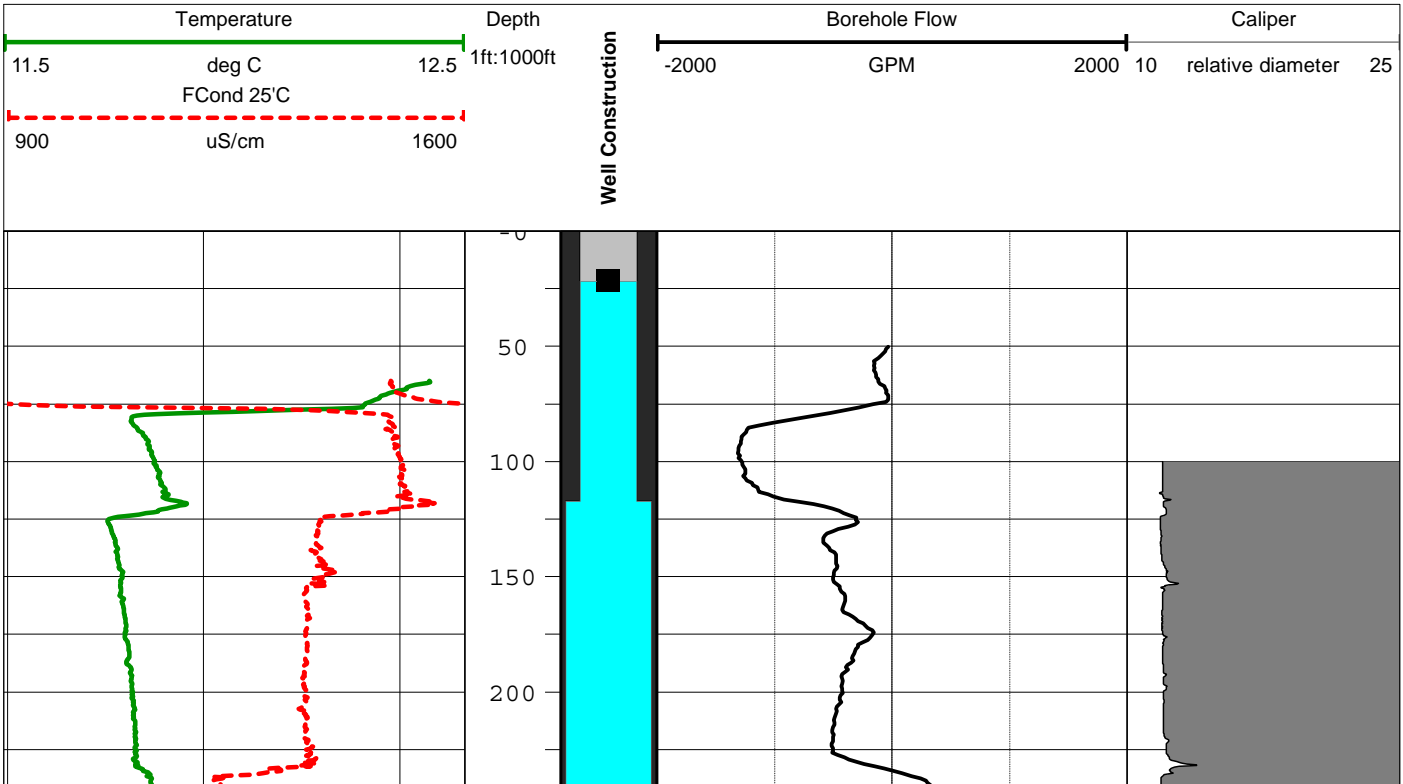 Temperature
11.5 deg C 12.5
FCond 25'C
900 uS/cm 1600
Depth
1ft:1000ft
Well Construction
Borehole Flow
-2000 GPM 2000
Caliper
10 relative diameter 25
-0
50
100
150
200